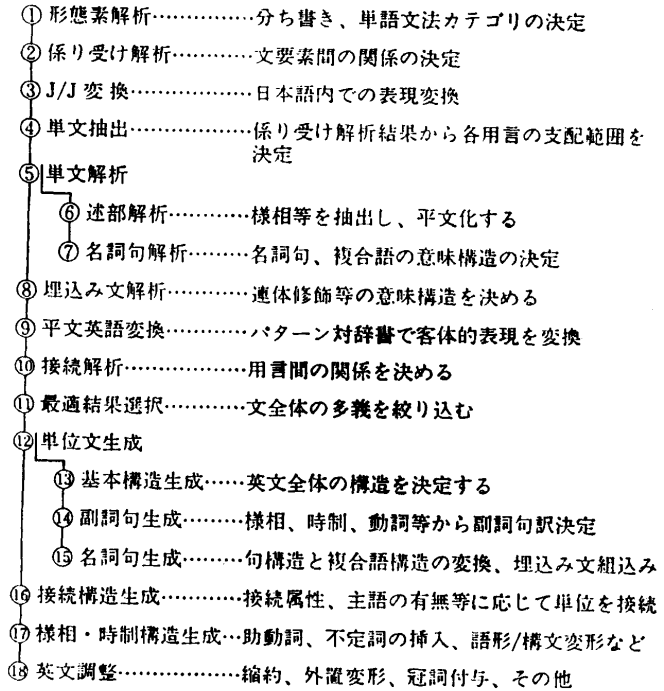 ① 形態素解析……………分ち書き、単語文法カテゴリの決定
② 係り受け解析…………文要素間の関係の決定
③ J/J 変換………………日本語内での表現変換
④ 単文抽出………………係り受け解析結果から各用言の支配範囲を
決定
⑤ 単文解析
⑥ 述部解析…………様相等を抽出し、平文化する
⑦ 名詞句解析………名詞句、複合語の意味構造の決定
⑧ 埋込み文解析…………連体修飾等の意味構造を決める
⑨ 平文英語変換…………パターン対辞書で客体的表現を変換
⑩ 接続解析………………用言間の関係を決める
⑪ 最適結果選択…………文全体の多義を絞り込む
⑫ 単位文生成
⑬ 基本構造生成……英文全体の構造を決定する
⑭ 副詞句生成………様相、時制、動詞等から副詞句訳決定
⑮ 名詞句生成………句構造と複合語構造の変換、埋込み文組込み
⑯ 接続構造生成…………接続属性、主語の有無等に応じて単位を接続
⑰ 様相・時制構造生成…助動詞、不定詞の挿入、語形/構文変形など
⑱ 英文調整………………縮約、外置変形、冠詞付与、その他